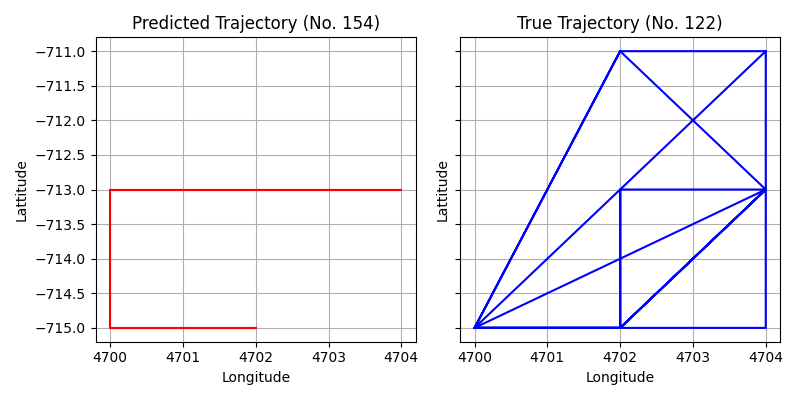 Predicted Trajectory (No. 154)
True Trajectory (No. 122)
Lattitude
−711.0
−711.5
−712.0
−712.5
−713.0
−713.5
−714.0
−714.5
−715.0
4700 4701 4702 4703 4704
Longitude
Lattitude
4700 4701 4702 4703 4704
Longitude